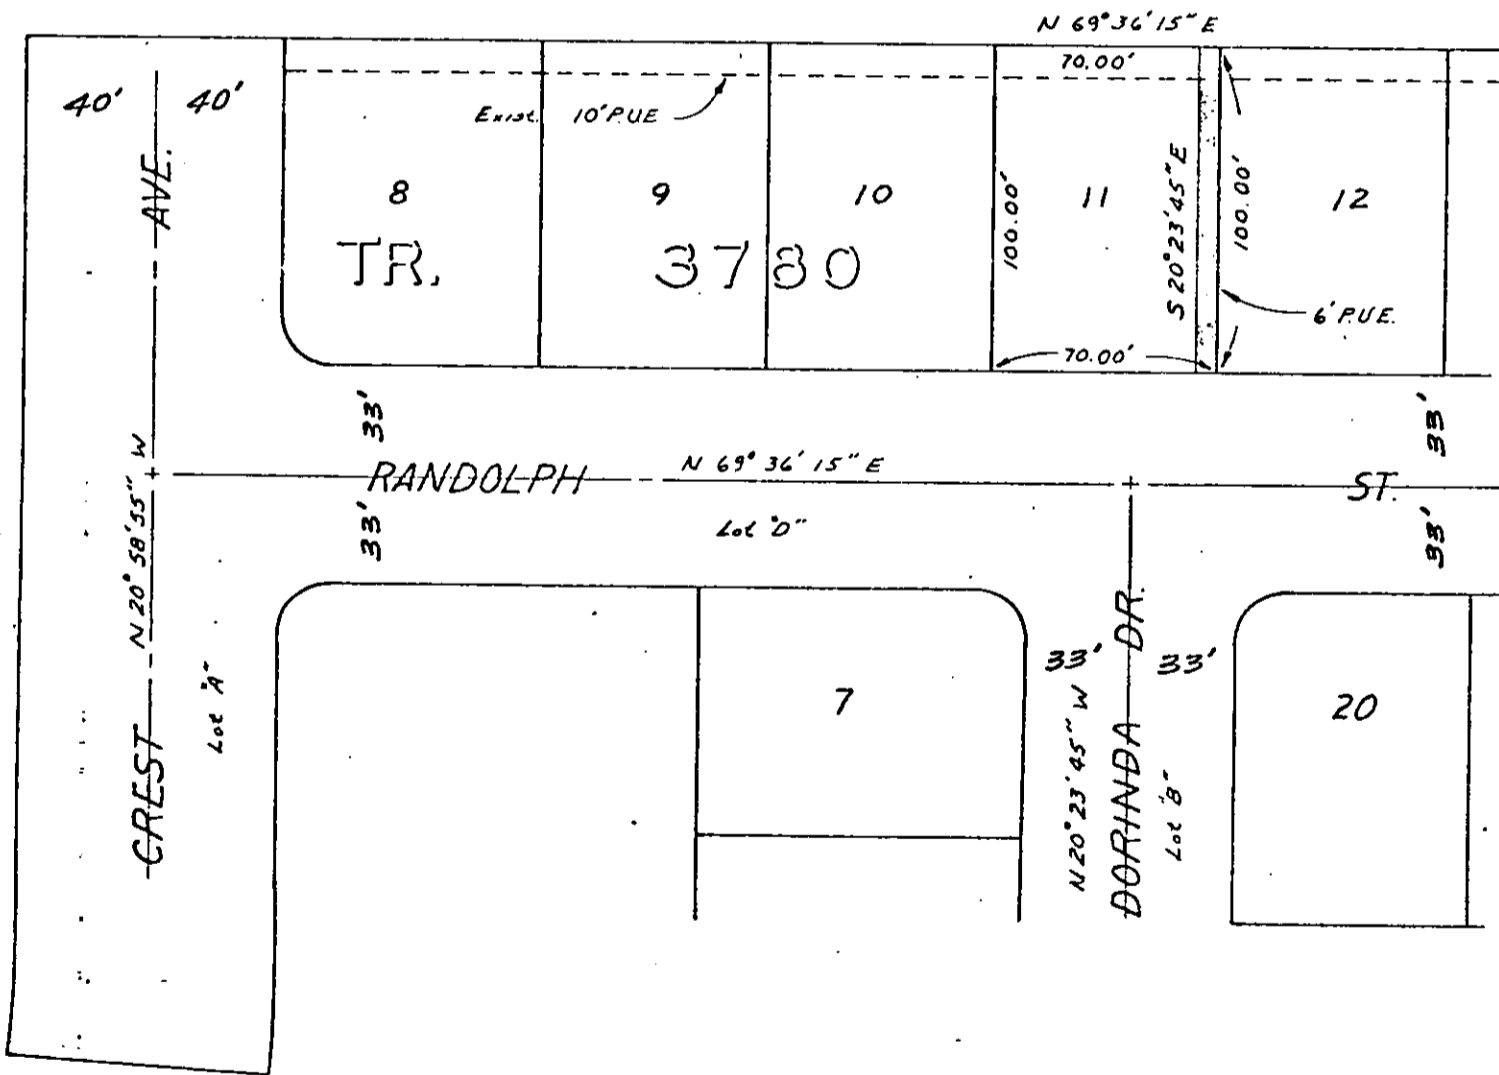 N 69° 36' 15" E
70.00'
40' 40'
Exist. 10' P.U.E
AVE.
8
9
10
11
12
100.00'
S 20° 23' 45" E
100.00'
TR. 3780
6' P.U.E.
70.00'
33'
33'
RANDOLPH
N 69° 36' 15" E
ST.
33'
33'
Lot "D"
N 20° 58' 55" W
CREST
Lot "A"
7
33' 33'
N 20° 23' 45" W
DORINDA DR.
Lot "B"
20